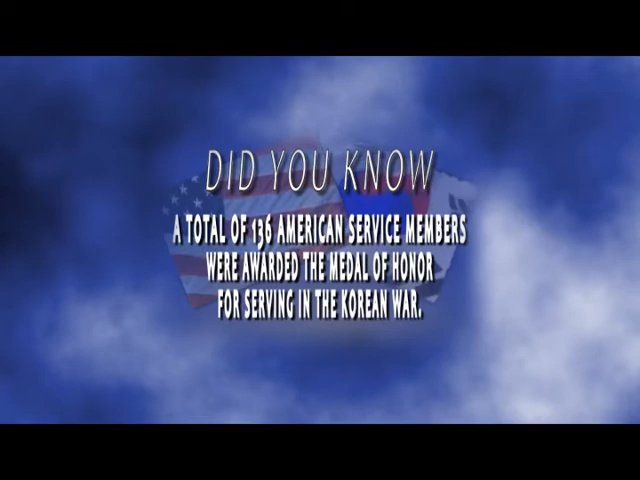 DID YOU KNOW
A TOTAL OF 136 AMERICAN SERVICE MEMBERS
WERE AWARDED THE MEDAL OF HONOR
FOR SERVING IN THE KOREAN WAR.